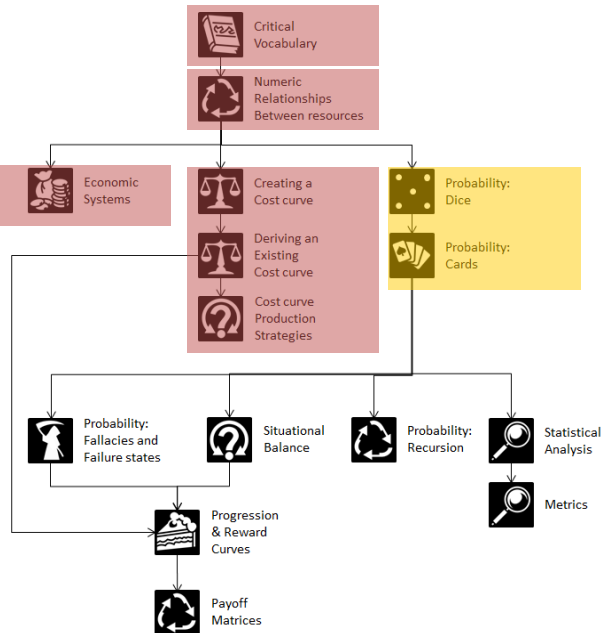 Critical
Vocabulary
Numeric
Relationships
Between resources
Economic
Systems
Creating a
Cost curve
Probability:
Dice
Deriving an
Existing
Cost curve
Probability:
Cards
Cost curve
Production
Strategies
Probability:
Fallacies and
Failure states
Situational
Balance
Probability:
Recursion
Statistical
Analysis
Metrics
Progression
& Reward
Curves
Payoff
Matrices